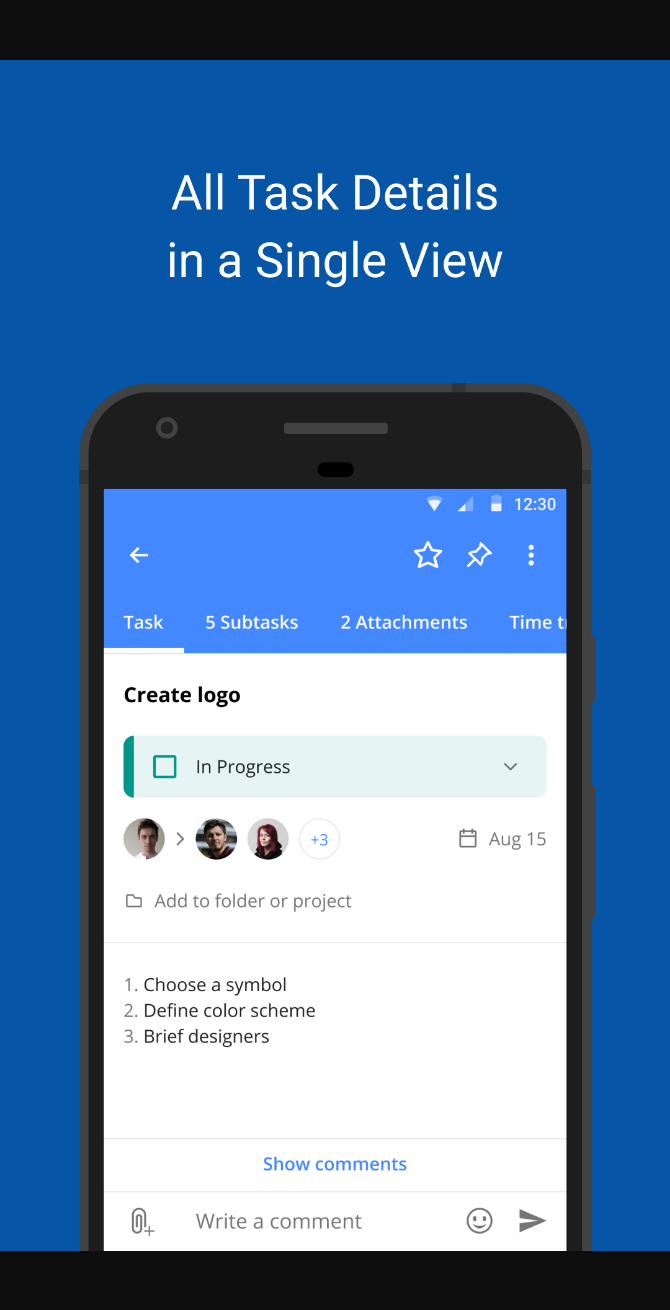 All Task Details
in a Single View
12:30
Task 5 Subtasks 2 Attachments Time t
Create logo
In Progress
+3 Aug 15
Add to folder or project
1. Choose a symbol
2. Define color scheme
3. Brief designers
Show comments
Write a comment